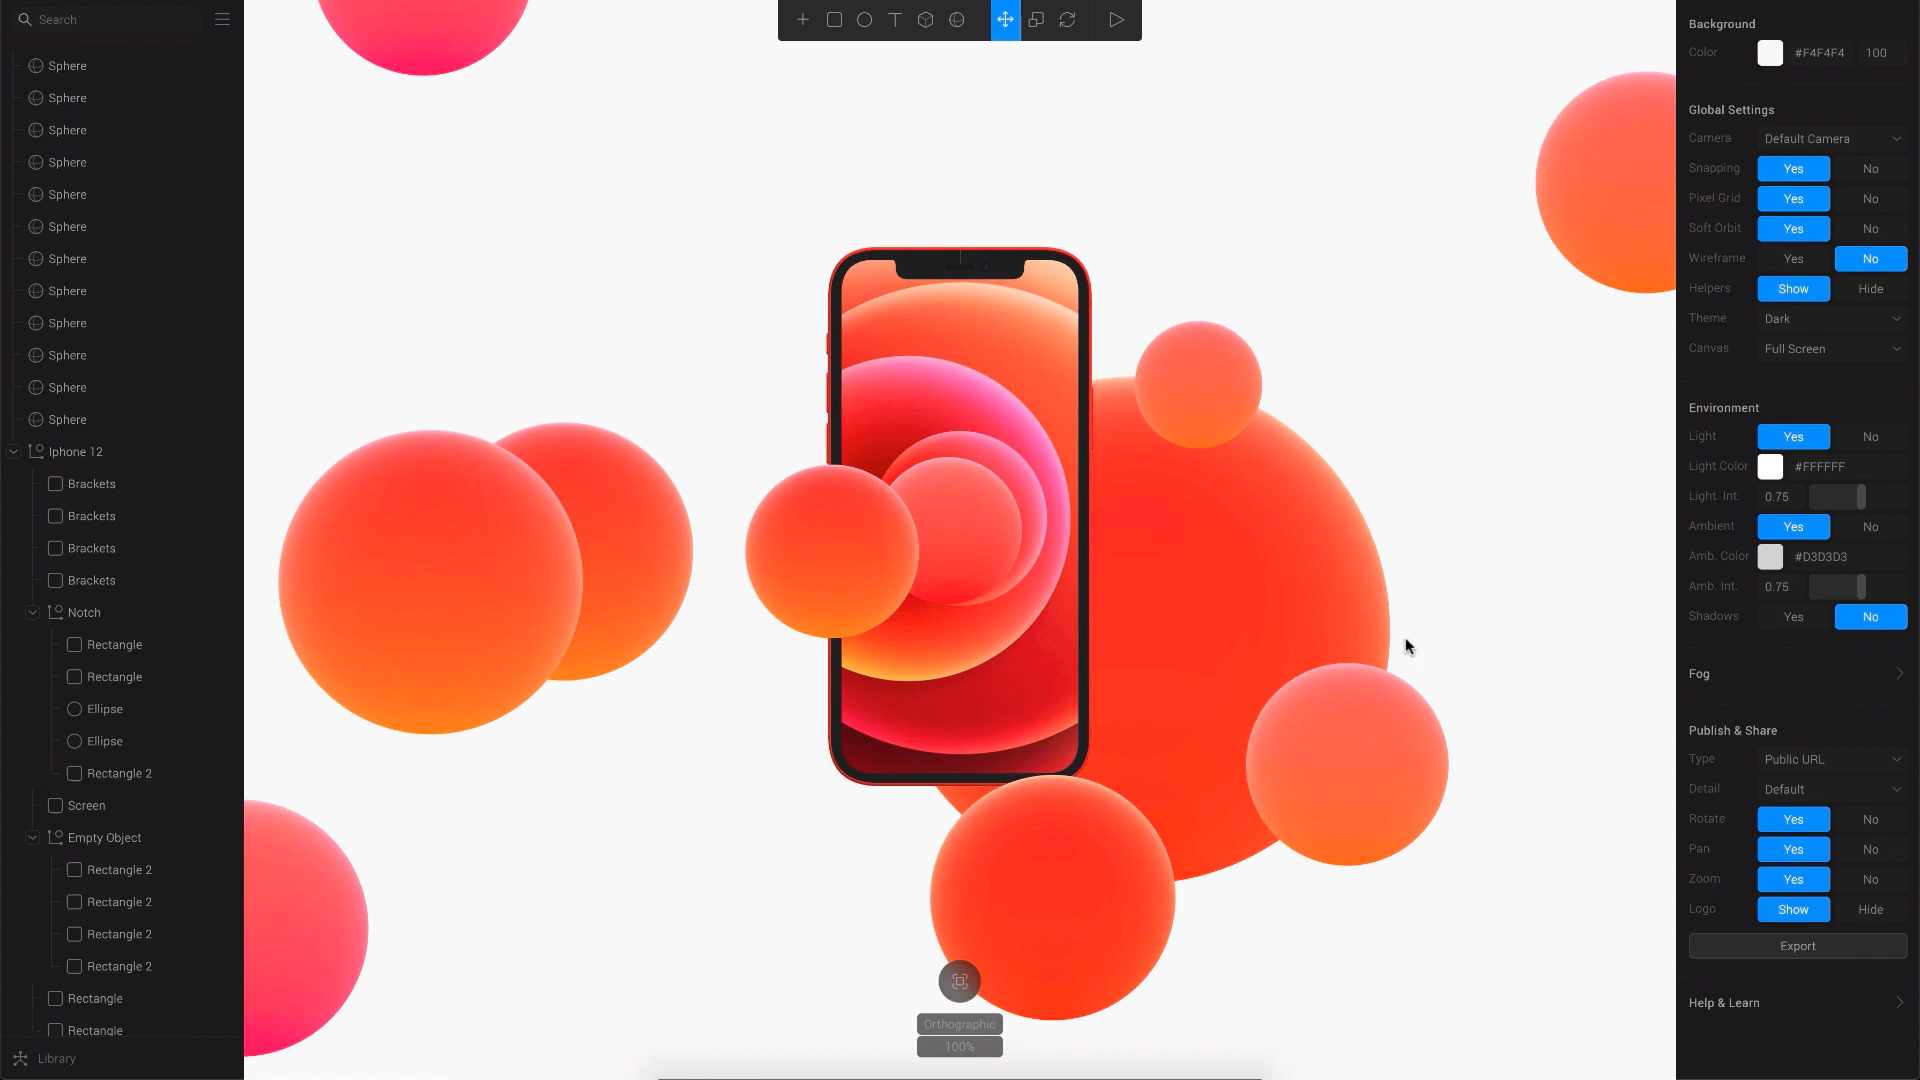 Search
Sphere
Sphere
Sphere
Sphere
Sphere
Sphere
Sphere
Sphere
Sphere
Sphere
Sphere
Sphere
Iphone 12
Brackets
Brackets
Brackets
Brackets
Notch
Rectangle
Rectangle
Ellipse
Ellipse
Rectangle 2
Screen
Empty Object
Rectangle 2
Rectangle 2
Rectangle 2
Rectangle 2
Rectangle
Rectangle
Library
Orthographic
100%
Background
Color #F4F4F4 100
Global Settings
Camera Default Camera
Snapping Yes No
Pixel Grid Yes No
Soft Orbit Yes No
Wireframe Yes No
Helpers Show Hide
Theme Dark
Canvas Full Screen
Environment
Light Yes No
Light Color #FFFFFF
Light. Int. 0.75
Ambient Yes No
Amb. Color #D3D3D3
Amb. Int. 0.75
Shadows Yes No
Fog
Publish & Share
Type Public URL
Detail Default
Rotate Yes No
Pan Yes No
Zoom Yes No
Logo Show Hide
Export
Help & Learn